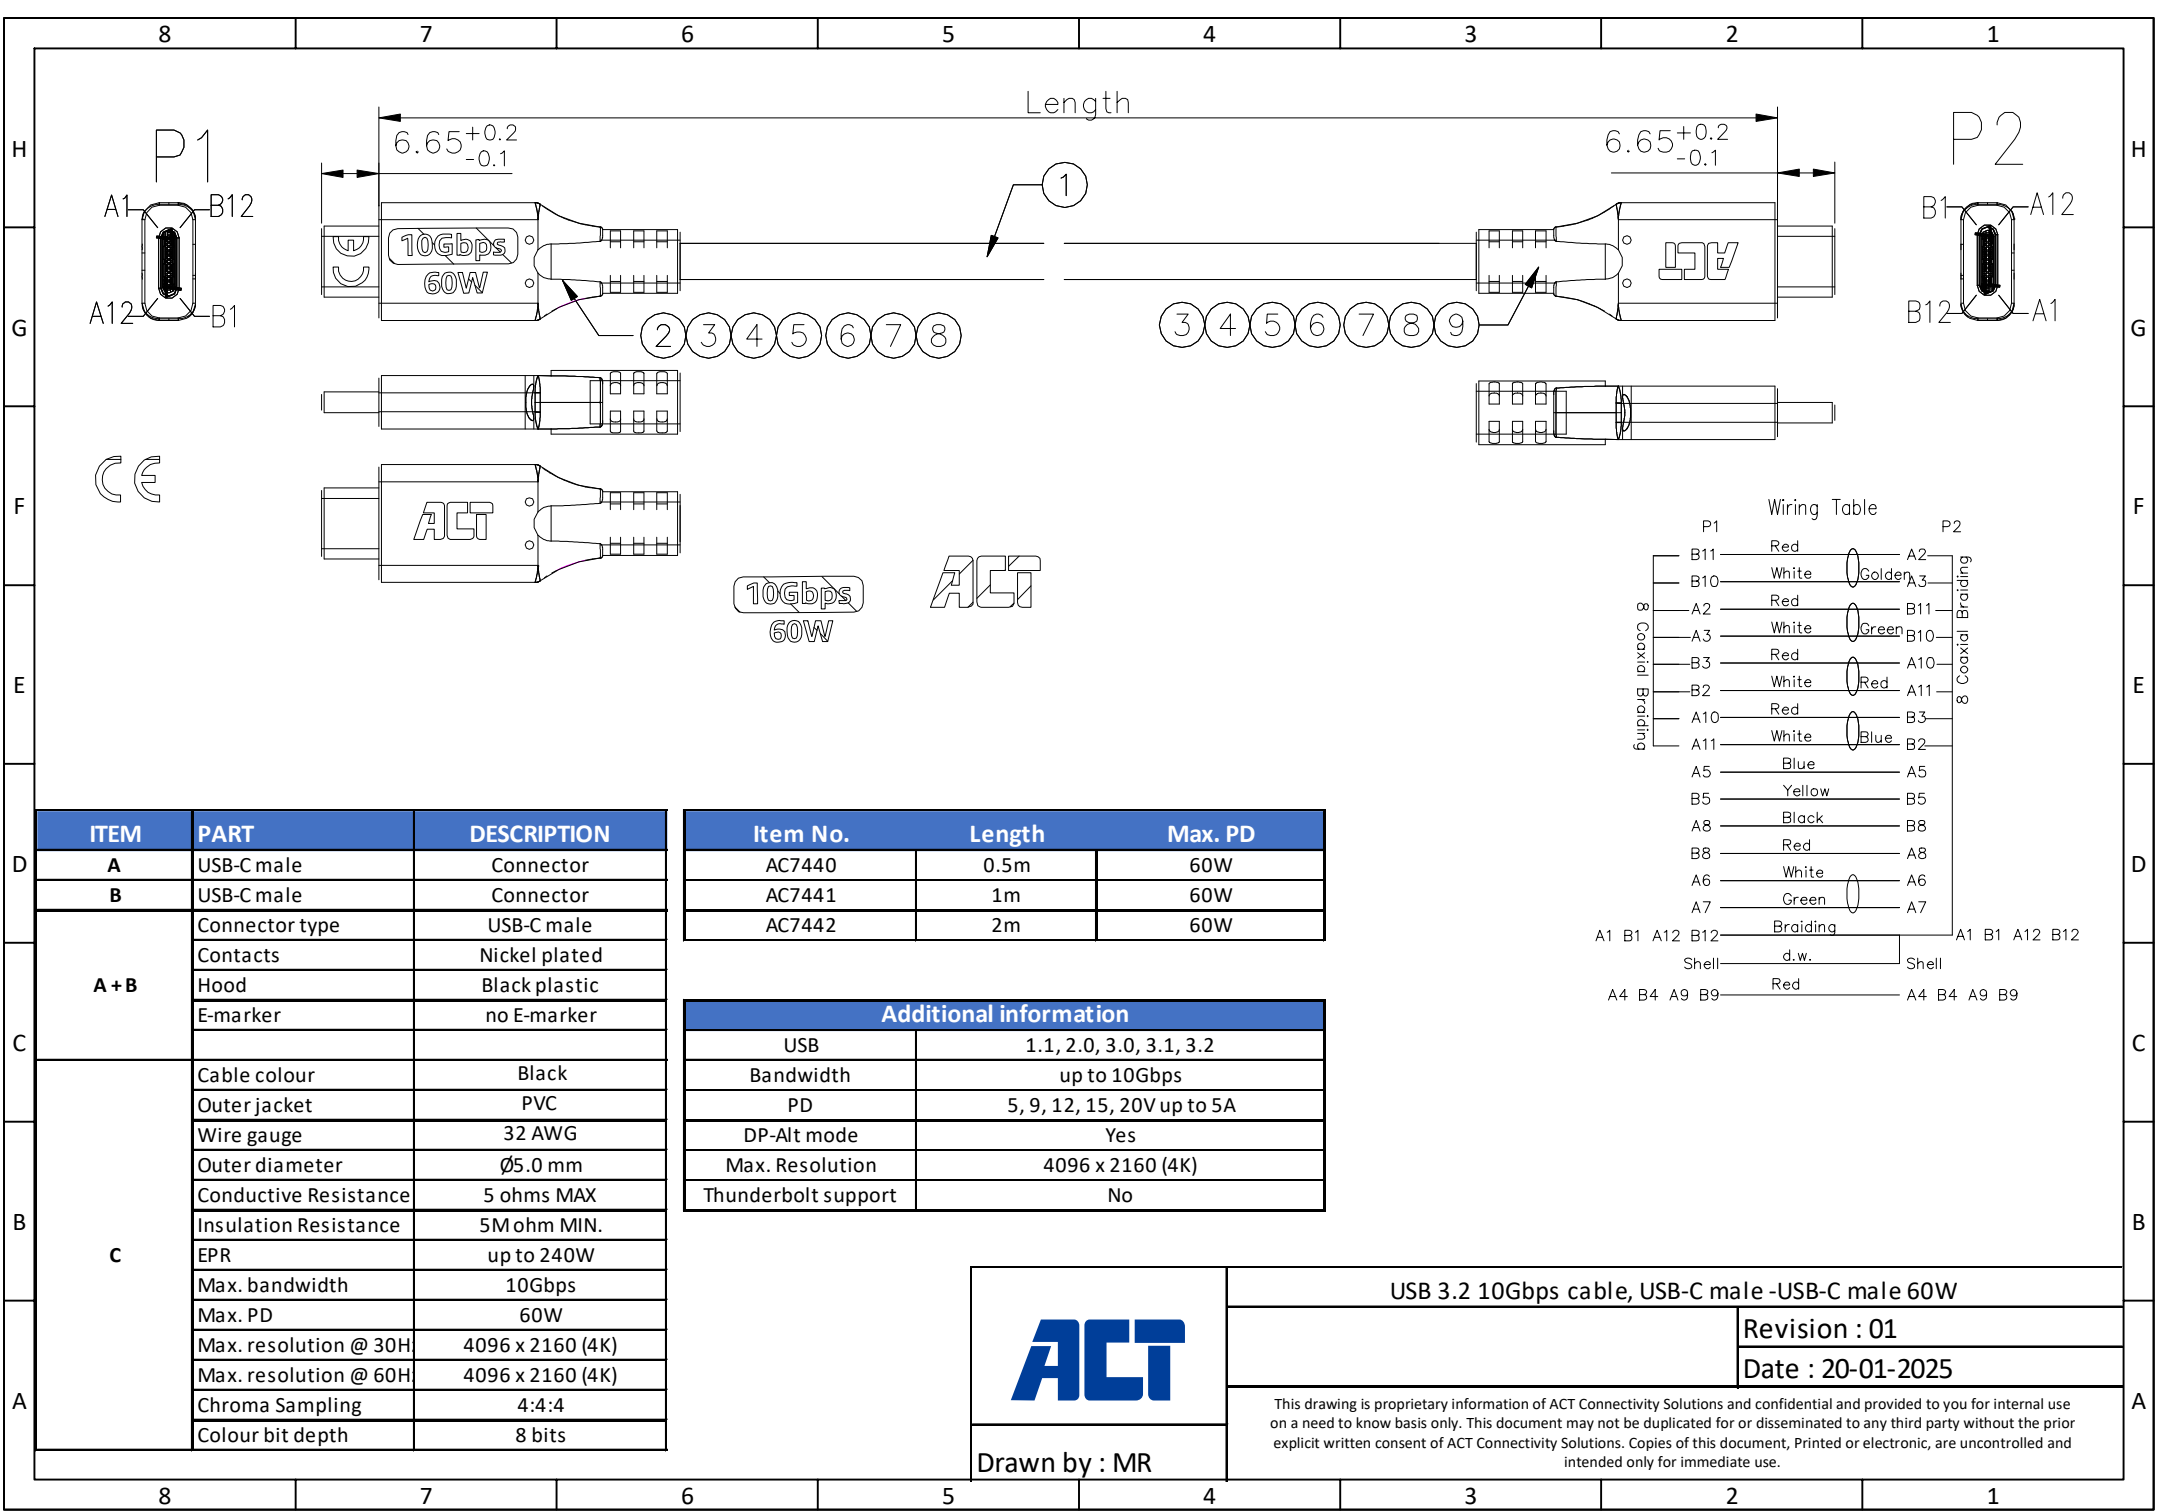 8 7 6 5 4 3 2 1
H H
G G
F F
E E
D D
C C
B B
A A
Length
P1
6.65 +0.2 -0.1
6.65 +0.2 -0.1
P2
1
A1 B12
B1 A12
10Gbps
60W
ACT
A12 B1
B12 A1
2 3 4 5 6 7 8
3 4 5 6 7 8 9
CE
ACT
10Gbps
60W
ACT
Wiring Table
P1 P2
B11 Red A2
B10 White Golden A3
A2 Red B11
A3 White Green B10
B3 Red A10
B2 White Red A11
A10 Red B3
A11 White Blue B2
8 Coaxial Braiding
8 Coaxial Braiding
A5 Blue A5
B5 Yellow B5
A8 Black B8
B8 Red A8
A6 White A6
A7 Green A7
A1 B1 A12 B12 Braiding A1 B1 A12 B12
Shell d.w. Shell
A4 B4 A9 B9 Red A4 B4 A9 B9
ITEM PART DESCRIPTION
A USB-C male Connector
B USB-C male Connector
A + B
Connector type USB-C male
Contacts Nickel plated
Hood Black plastic
E-marker no E-marker
C
Cable colour Black
Outer jacket PVC
Wire gauge 32 AWG
Outer diameter Ø5.0 mm
Conductive Resistance 5 ohms MAX
Insulation Resistance 5M ohm MIN.
EPR up to 240W
Max. bandwidth 10Gbps
Max. PD 60W
Max. resolution @ 30H 4096 x 2160 (4K)
Max. resolution @ 60H 4096 x 2160 (4K)
Chroma Sampling 4:4:4
Colour bit depth 8 bits
Item No. Length Max. PD
AC7440 0.5m 60W
AC7441 1m 60W
AC7442 2m 60W
Additional information
USB 1.1, 2.0, 3.0, 3.1, 3.2
Bandwidth up to 10Gbps
PD 5, 9, 12, 15, 20V up to 5A
DP-Alt mode Yes
Max. Resolution 4096 x 2160 (4K)
Thunderbolt support No
ACT
Drawn by : MR
USB 3.2 10Gbps cable, USB-C male -USB-C male 60W
Revision : 01
Date : 20-01-2025
This drawing is proprietary information of ACT Connectivity Solutions and confidential and provided to you for internal use
on a need to know basis only. This document may not be duplicated for or disseminated to any third party without the prior
explicit written consent of ACT Connectivity Solutions. Copies of this document, Printed or electronic, are uncontrolled and
intended only for immediate use.
8 7 6 5 4 3 2 1